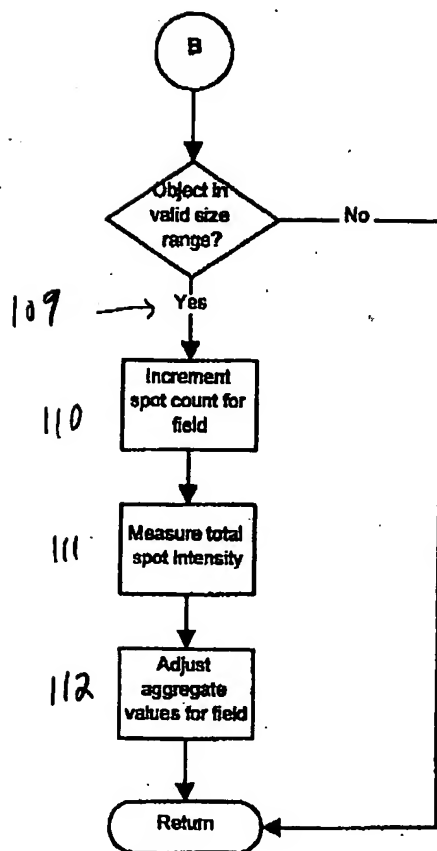 B
Object in
valid size
range?
No
109
Yes
Increment
spot count for
field
110
Measure total
spot intensity
111
Adjust
aggregate
values for field
112
Return